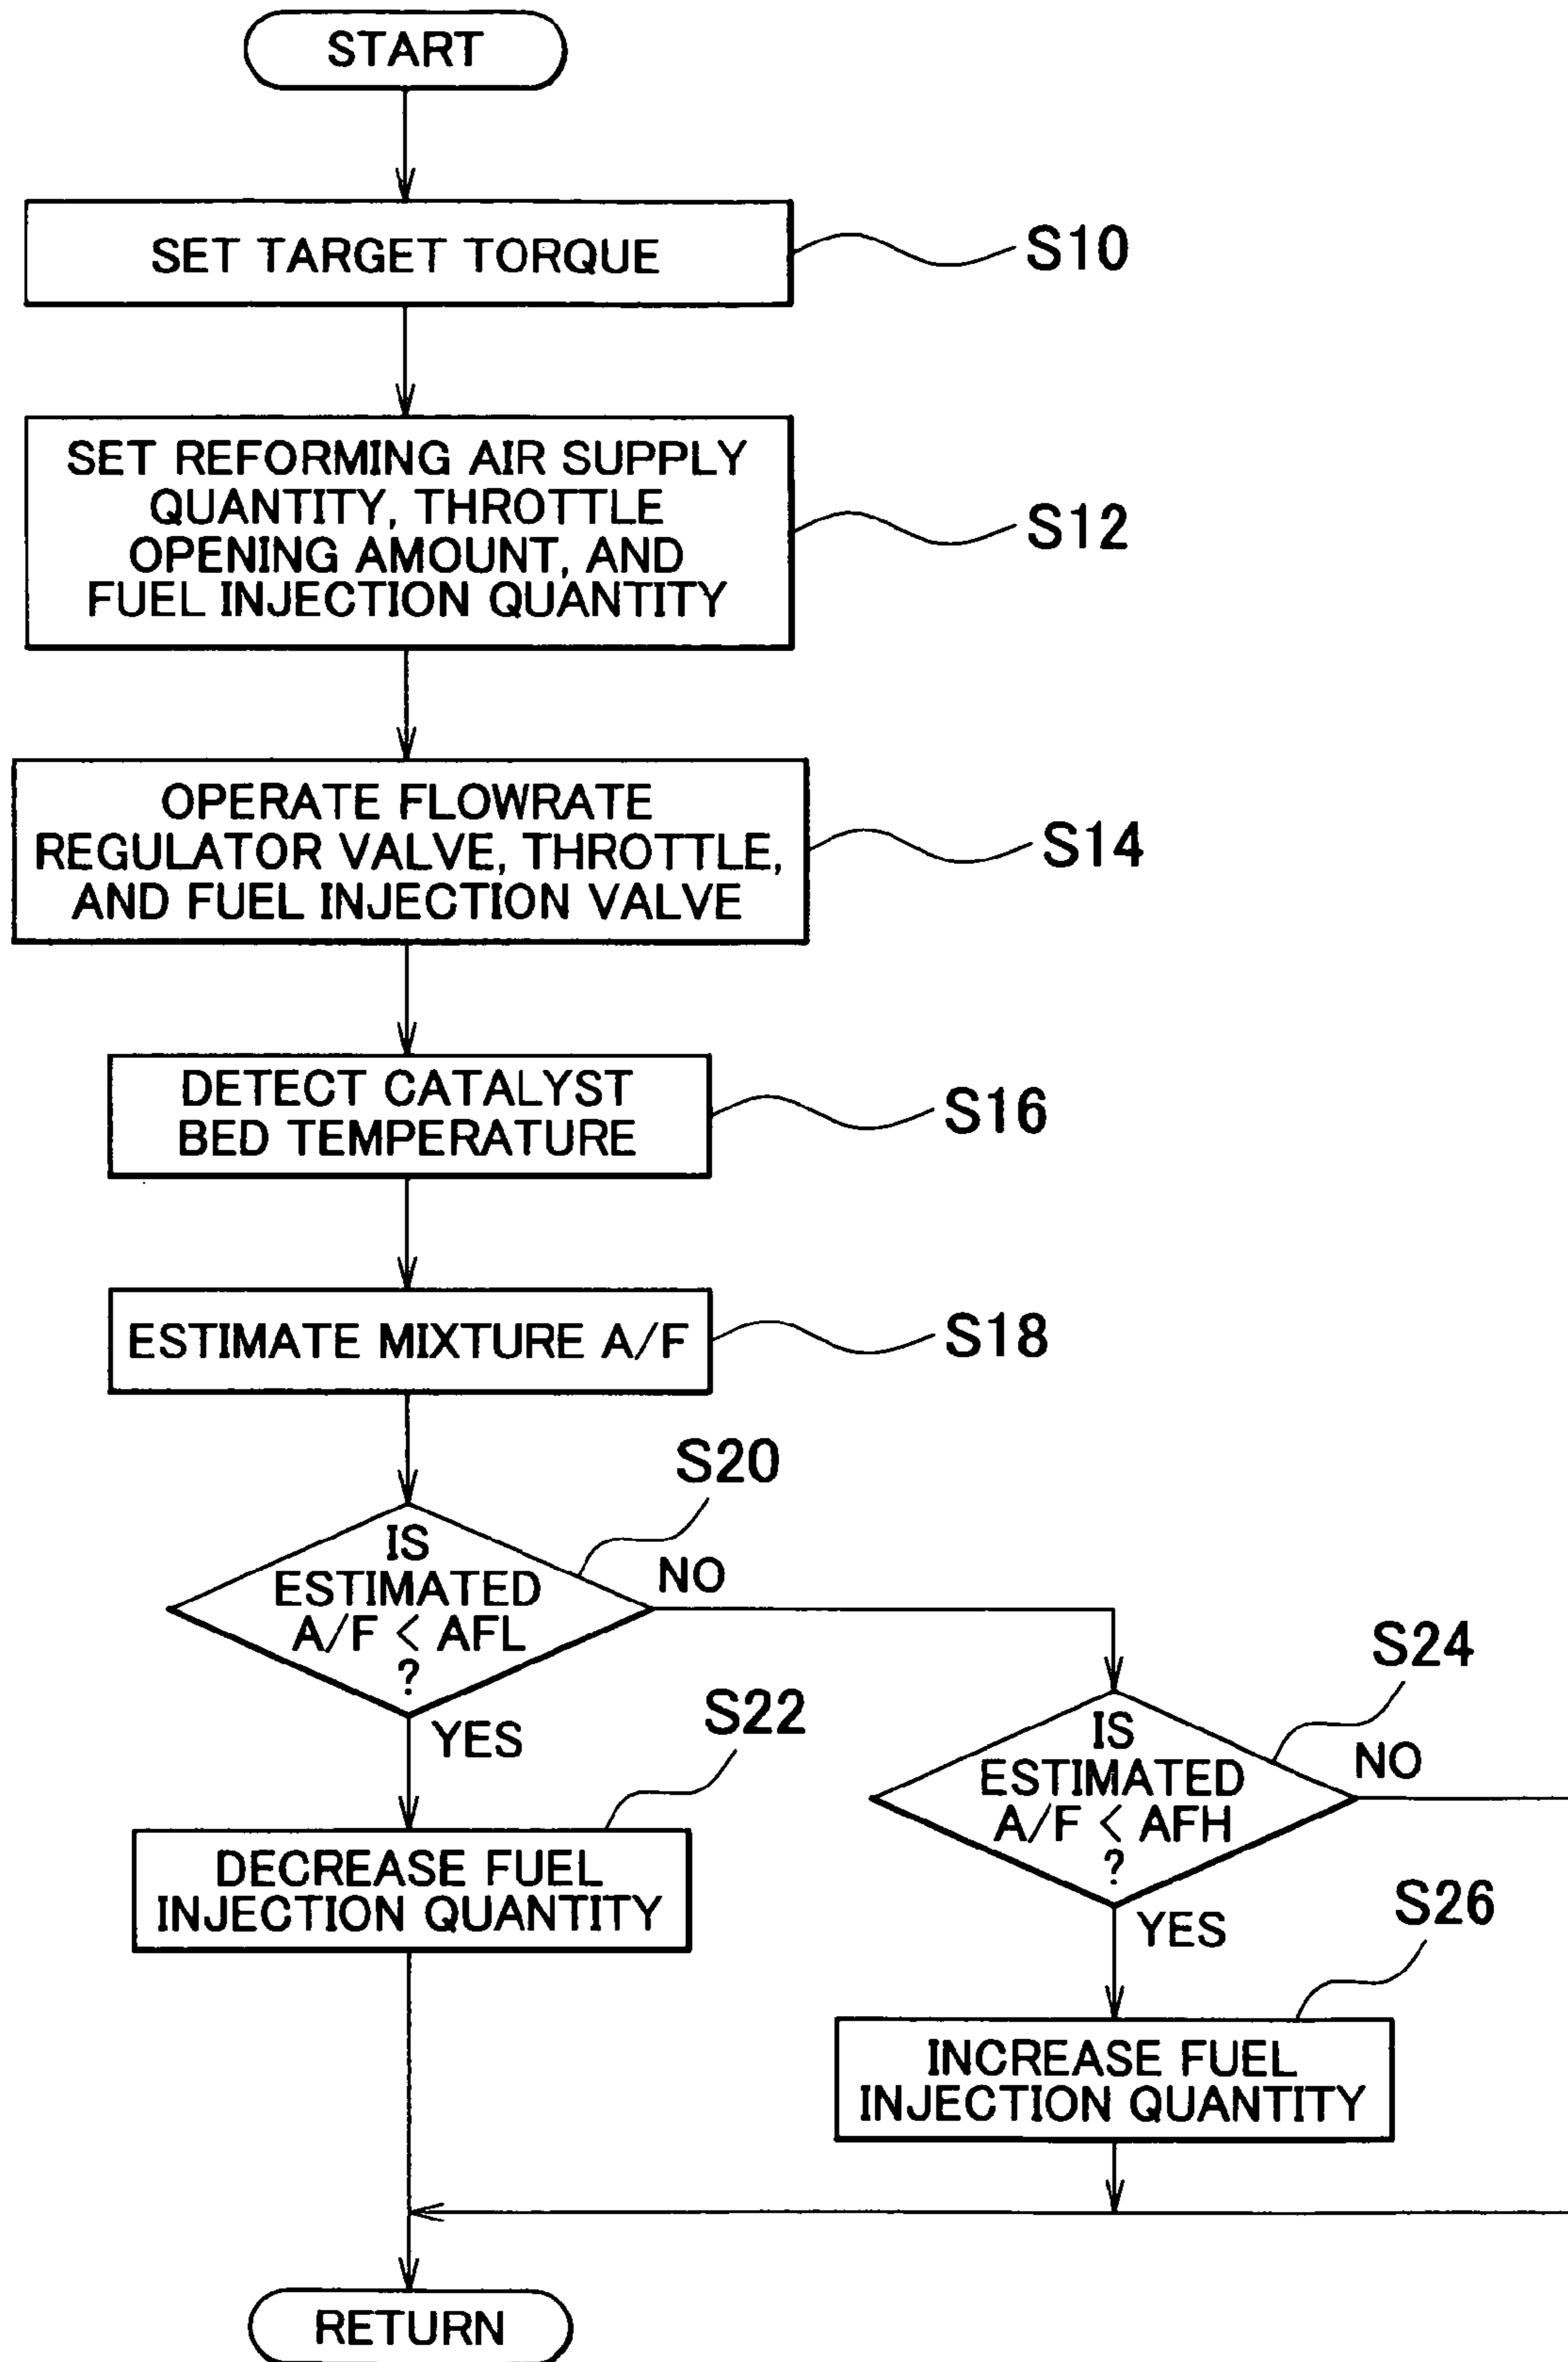 START
SET TARGET TORQUE
S10
SET REFORMING AIR SUPPLY
QUANTITY, THROTTLE
OPENING AMOUNT, AND
FUEL INJECTION QUANTITY
S12
OPERATE FLOWRATE
REGULATOR VALVE, THROTTLE,
AND FUEL INJECTION VALVE
S14
DETECT CATALYST
BED TEMPERATURE
S16
ESTIMATE MIXTURE A/F
S18
S20
IS
ESTIMATED
A/F < AFL
?
NO
YES
S22
DECREASE FUEL
INJECTION QUANTITY
S24
IS
ESTIMATED
A/F < AFH
?
NO
YES
S26
INCREASE FUEL
INJECTION QUANTITY
RETURN